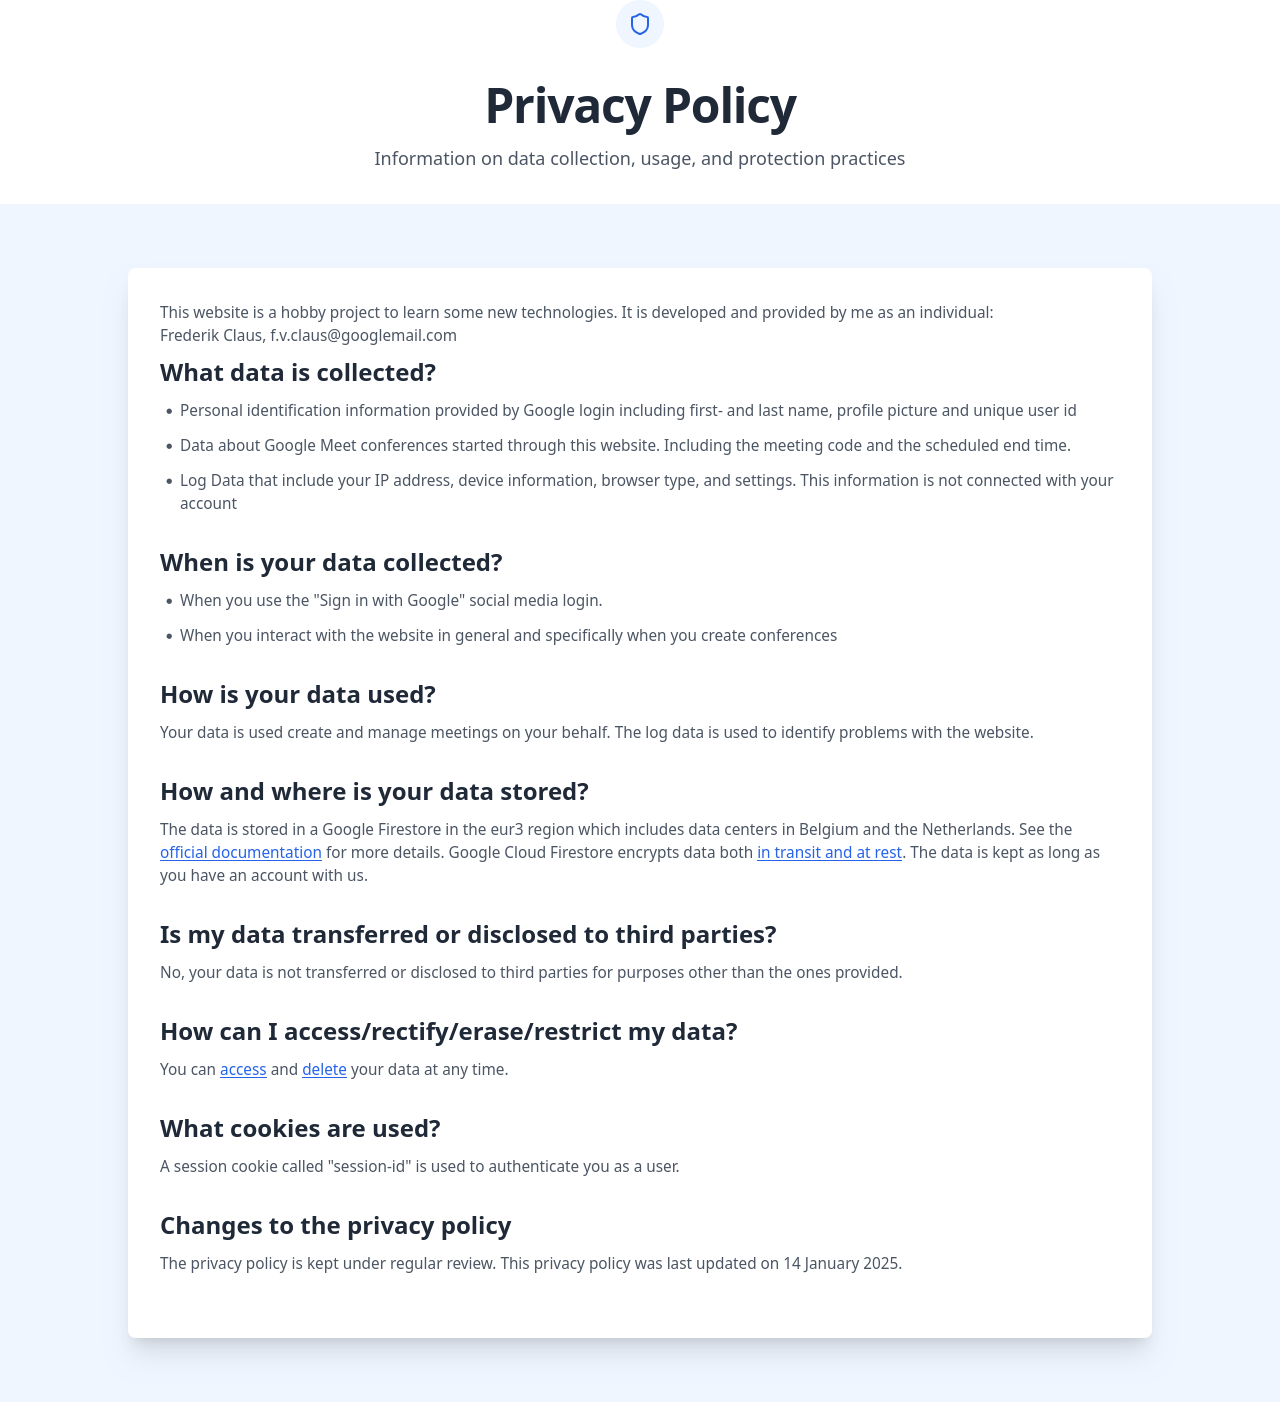 Privacy Policy
Information on data collection, usage, and protection practices
This website is a hobby project to learn some new technologies. It is developed and provided by me as an individual:
Frederik Claus, f.v.claus@googlemail.com
What data is collected?
• Personal identification information provided by Google login including first- and last name, profile picture and unique user id
• Data about Google Meet conferences started through this website. Including the meeting code and the scheduled end time.
• Log Data that include your IP address, device information, browser type, and settings. This information is not connected with your
account
When is your data collected?
• When you use the "Sign in with Google" social media login.
• When you interact with the website in general and specifically when you create conferences
How is your data used?
Your data is used create and manage meetings on your behalf. The log data is used to identify problems with the website.
How and where is your data stored?
The data is stored in a Google Firestore in the eur3 region which includes data centers in Belgium and the Netherlands. See the
official documentation for more details. Google Cloud Firestore encrypts data both in transit and at rest. The data is kept as long as
you have an account with us.
Is my data transferred or disclosed to third parties?
No, your data is not transferred or disclosed to third parties for purposes other than the ones provided.
How can I access/rectify/erase/restrict my data?
You can access and delete your data at any time.
What cookies are used?
A session cookie called "session-id" is used to authenticate you as a user.
Changes to the privacy policy
The privacy policy is kept under regular review. This privacy policy was last updated on 14 January 2025.